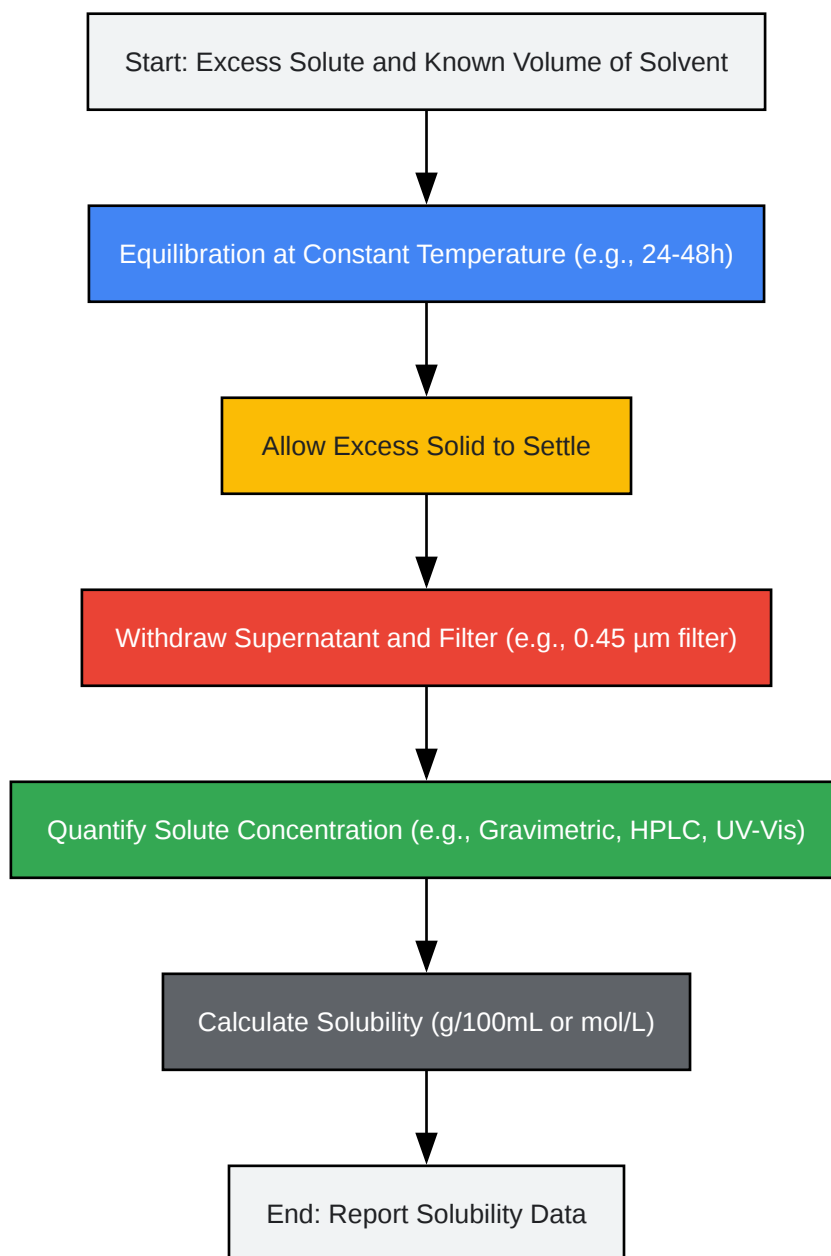 Start: Excess Solute and Known Volume of Solvent
Equilibration at Constant Temperature (e.g., 24-48h)
Allow Excess Solid to Settle
Withdraw Supernatant and Filter (e.g., 0.45 µm filter)
Quantify Solute Concentration (e.g., Gravimetric, HPLC, UV-Vis)
Calculate Solubility (g/100mL or mol/L)
End: Report Solubility Data